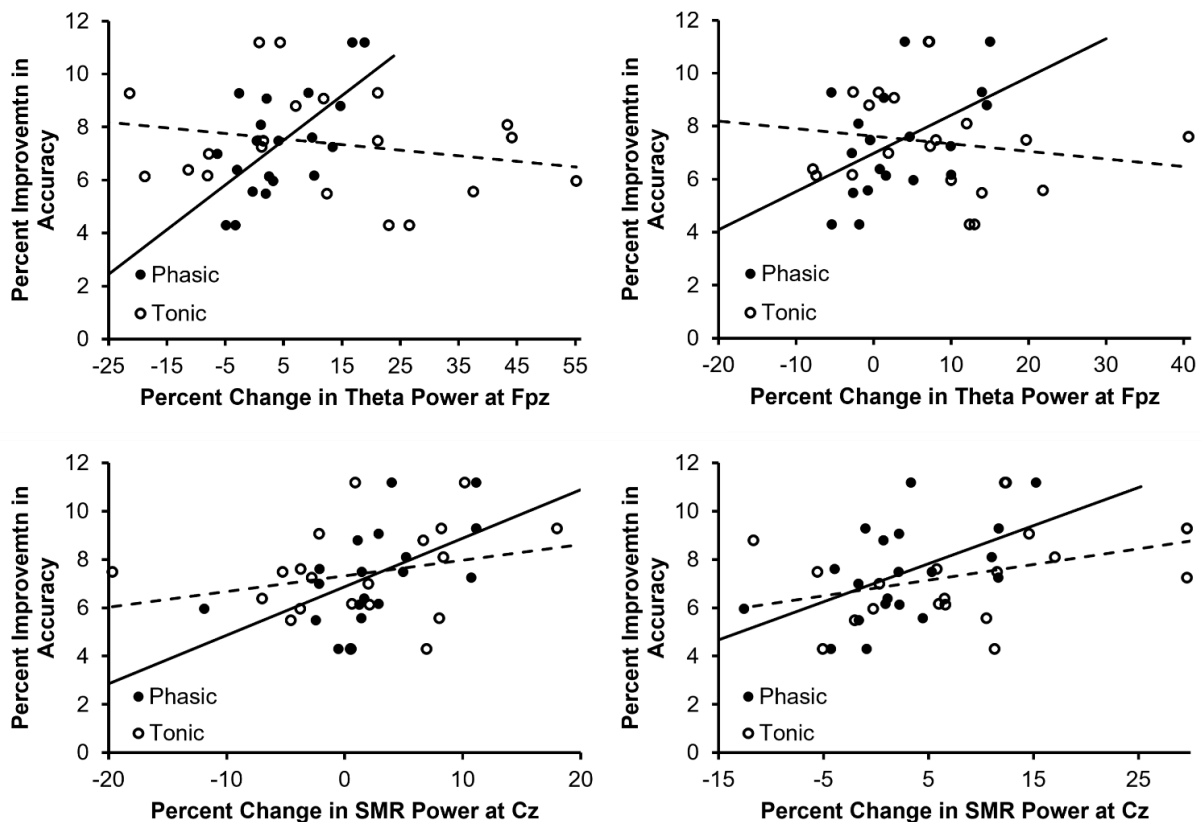 Percent Improvemtn in
Accuracy
12
10
8
6
4
2
0
Phasic
Tonic
-25 -15 -5 5 15 25 35 45 55
Percent Change in Theta Power at Fpz
Percent Improvemtn in
Accuracy
12
10
8
6
4
2
0
Phasic
Tonic
-20 -10 0 10 20 30 40
Percent Change in Theta Power at Fpz
Percent Improvemtn in
Accuracy
12
10
8
6
4
2
0
Phasic
Tonic
-20 -10 0 10 20
Percent Change in SMR Power at Cz
Percent Improvemtn in
Accuracy
12
10
8
6
4
2
0
Phasic
Tonic
-15 -5 5 15 25
Percent Change in SMR Power at Cz